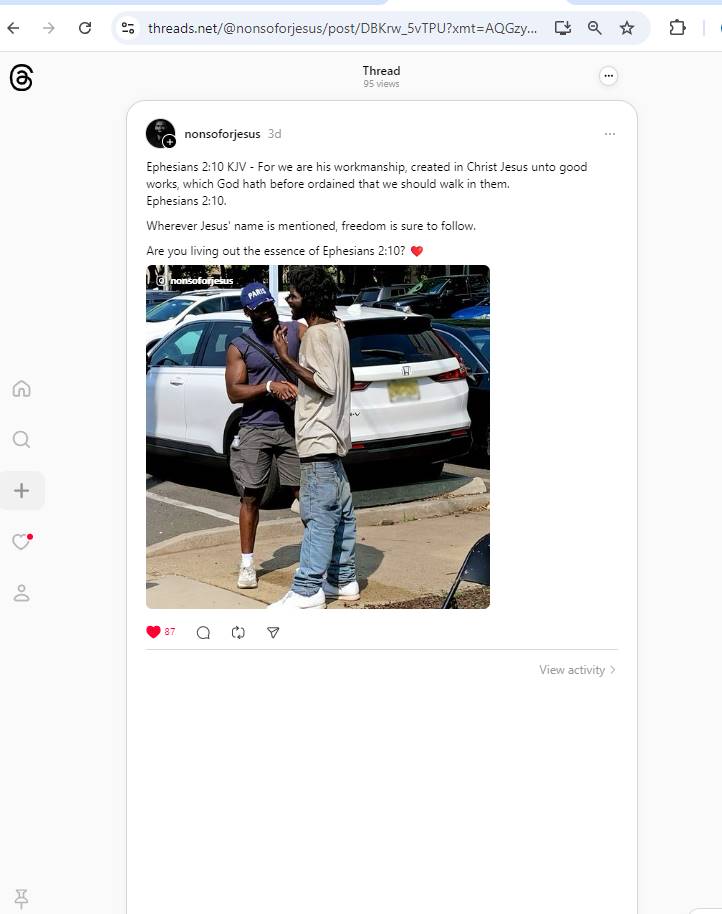 threads.net/@nonsoforjesus/post/DBKrw_5vTPU?xmt=AQGzy...
Thread
95 views
nonsoforjesus 3d
Ephesians 2:10 KJV - For we are his workmanship, created in Christ Jesus unto good
works, which God hath before ordained that we should walk in them.
Ephesians 2:10.
Wherever Jesus' name is mentioned, freedom is sure to follow.
Are you living out the essence of Ephesians 2:10? ❤️
nonsoforjesus
PARIS
87
View activity